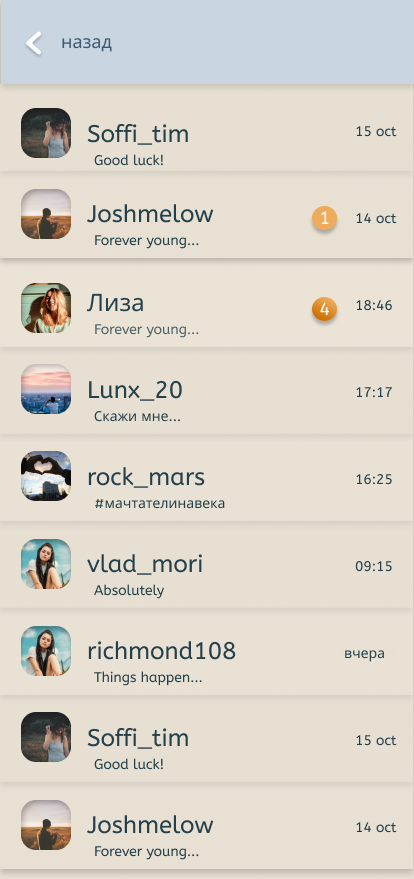 назад
Soffi_tim
15 oct
Good luck!
Joshmelow
1
14 oct
Forever young...
Лиза
4
18:46
Forever young...
Lunx_20
17:17
Скажи мне...
rock_mars
16:25
#мачтателинавека
vlad_mori
09:15
Absolutely
richmond108
вчера
Things happen...
Soffi_tim
15 oct
Good luck!
Joshmelow
14 oct
Forever young...